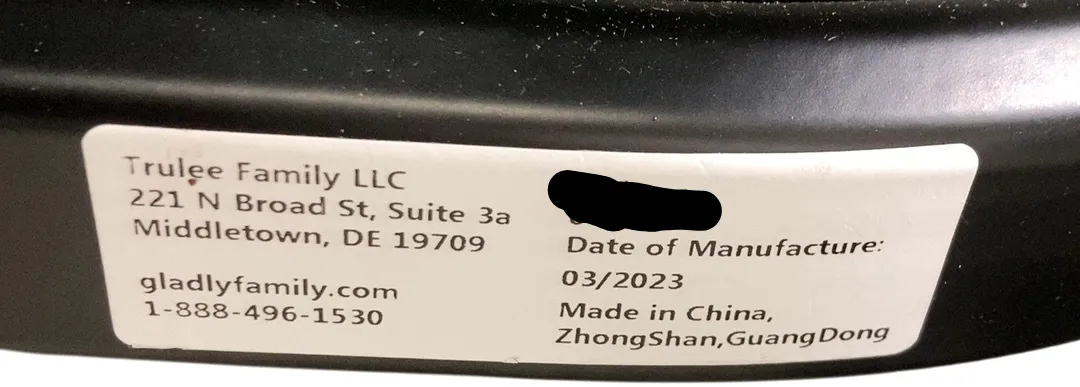 Trulee Family LLC
221 N Broad St, Suite 3a
Middletown, DE 19709
gladlyfamily.com
1-888-496-1530
Date of Manufacture:
03/2023
Made in China,
ZhongShan,GuangDong